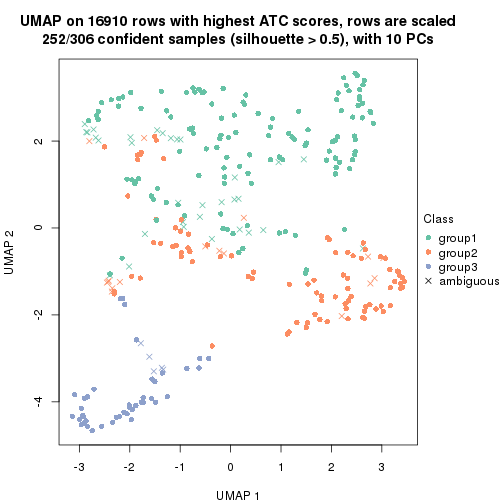 UMAP on 16910 rows with highest ATC scores, rows are scaled
252/306 confident samples (silhouette > 0.5), with 10 PCs
UMAP 2
2
0
-2
-4
-3
-2
-1
0
1
2
3
UMAP 1
Class
group1
group2
group3
ambiguous